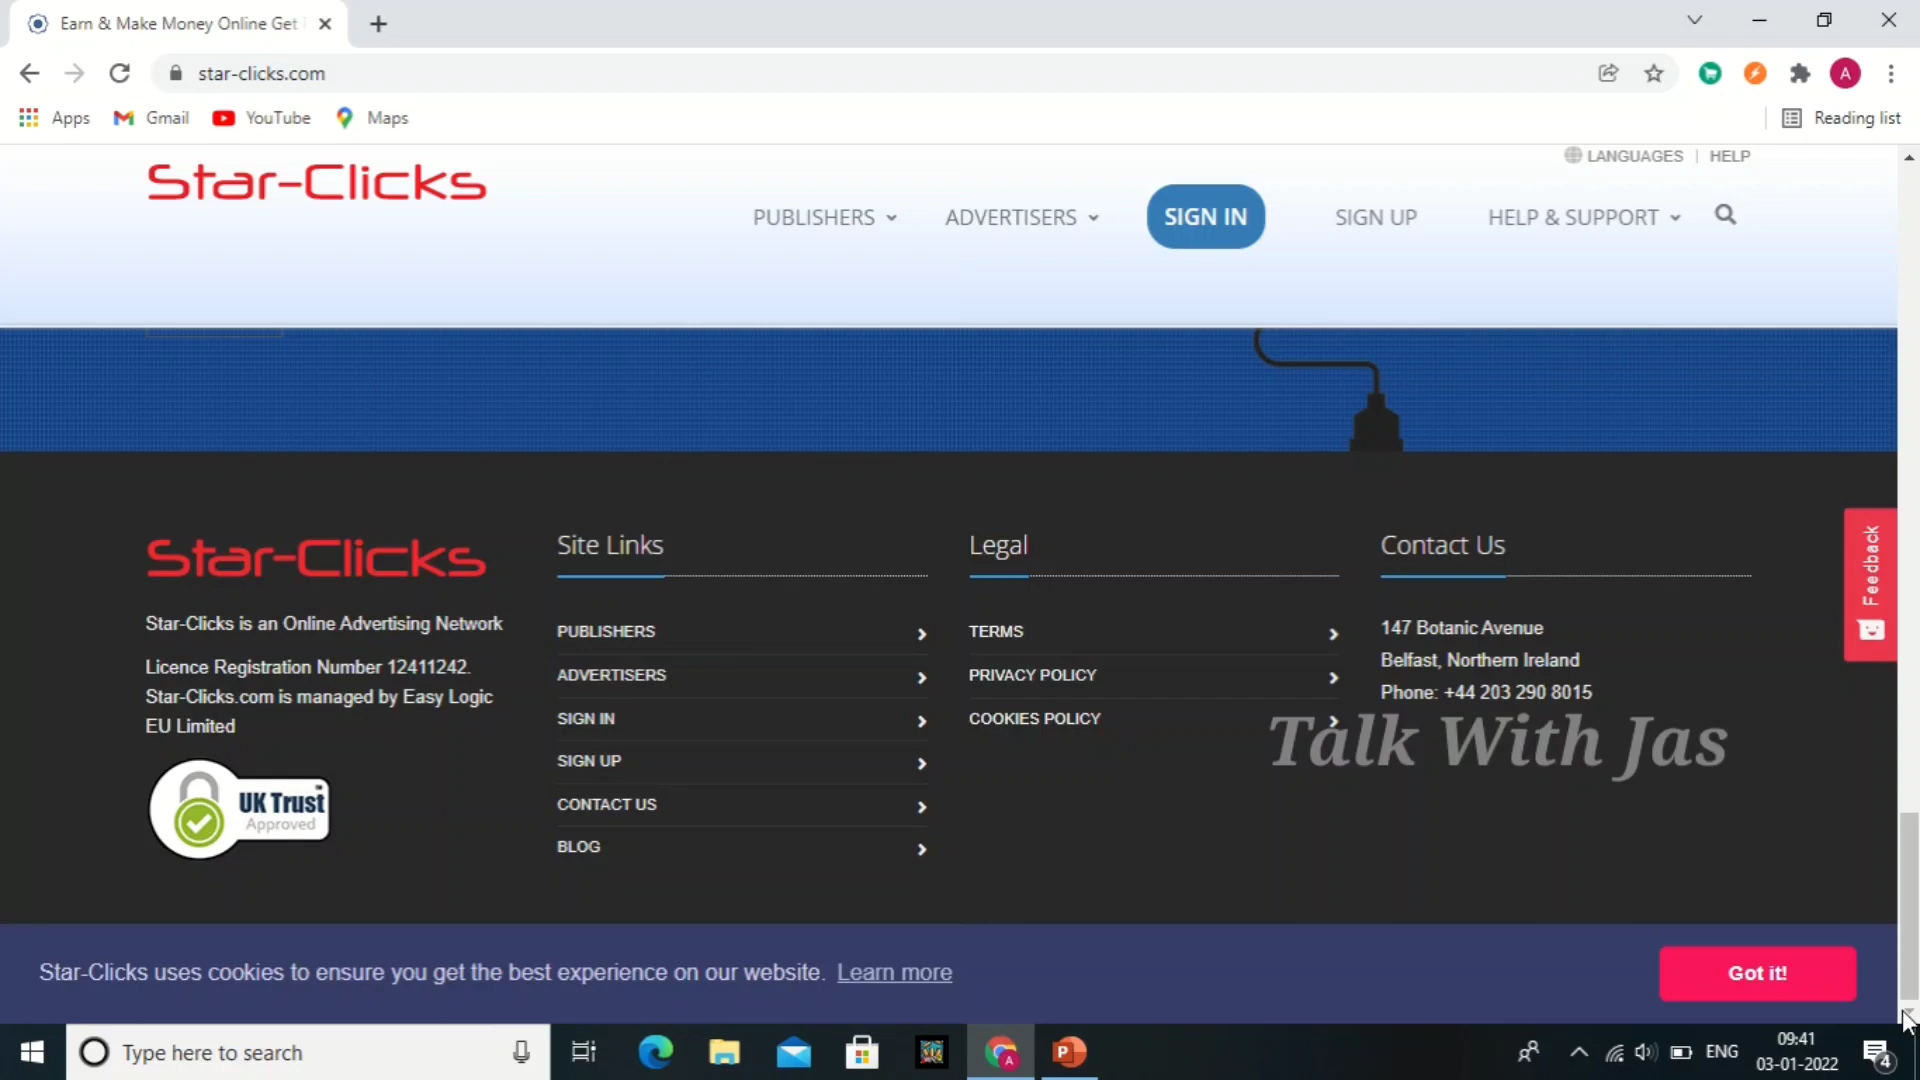 Earn & Make Money Online Get
star-clicks.com
A
Apps
Gmail
YouTube
Maps
Reading list
Star-Clicks
LANGUAGES | HELP
PUBLISHERS
ADVERTISERS
SIGN IN
SIGN UP
HELP & SUPPORT
Star-Clicks
Star-Clicks is an Online Advertising Network
Licence Registration Number 12411242.
Star-Clicks.com is managed by Easy Logic
EU Limited
UK Trust
Approved
Site Links
PUBLISHERS
ADVERTISERS
SIGN IN
SIGN UP
CONTACT US
BLOG
Legal
TERMS
PRIVACY POLICY
COOKIES POLICY
Contact Us
147 Botanic Avenue
Belfast, Northern Ireland
Phone: +44 203 290 8015
Talk With Jas
Feedback
Star-Clicks uses cookies to ensure you get the best experience on our website. Learn more
Got it!
Type here to search
A
P
ENG
09:41
03-01-2022
4